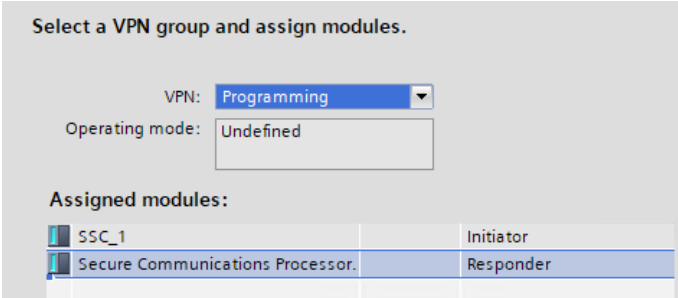 Select a VPN group and assign modules.
VPN: Programming
Operating mode: Undefined
Assigned modules:
SSC_1 Initiator
Secure Communications Processor. Responder